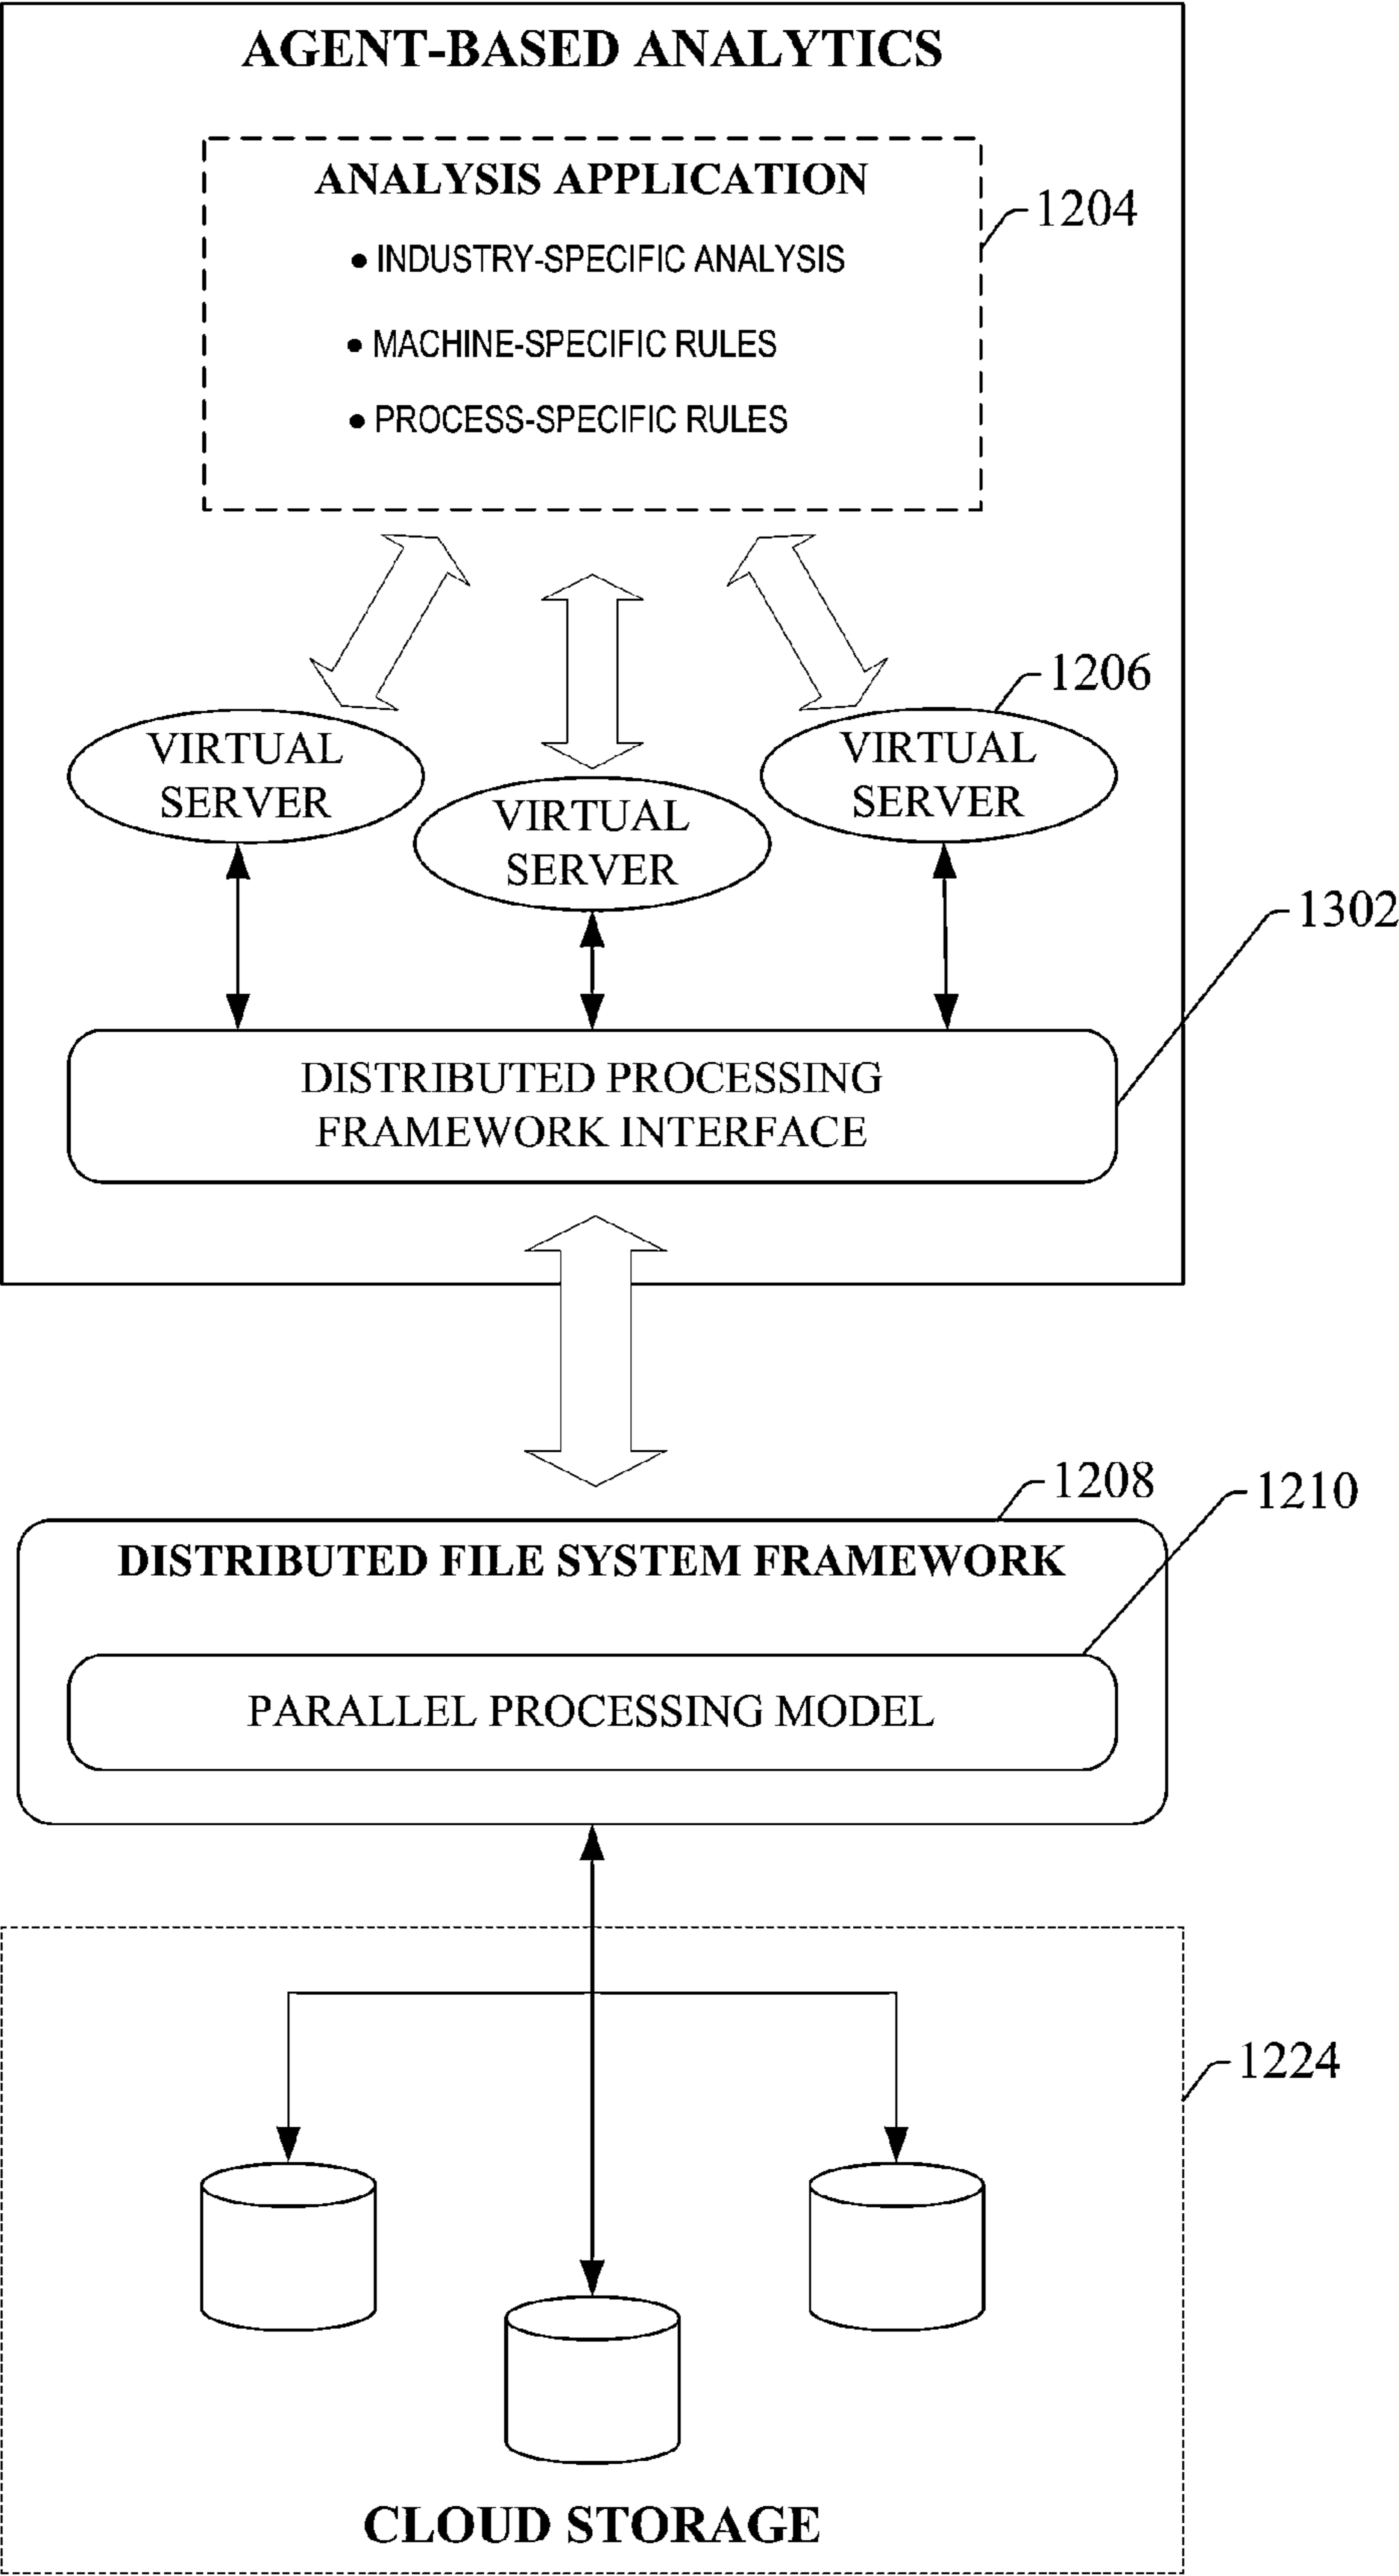 AGENT-BASED ANALYTICS
ANALYSIS APPLICATION
1204
• INDUSTRY-SPECIFIC ANALYSIS
• MACHINE-SPECIFIC RULES
• PROCESS-SPECIFIC RULES
1206
VIRTUAL
SERVER
VIRTUAL
SERVER
VIRTUAL
SERVER
1302
DISTRIBUTED PROCESSING
FRAMEWORK INTERFACE
1208
1210
DISTRIBUTED FILE SYSTEM FRAMEWORK
PARALLEL PROCESSING MODEL
1224
CLOUD STORAGE